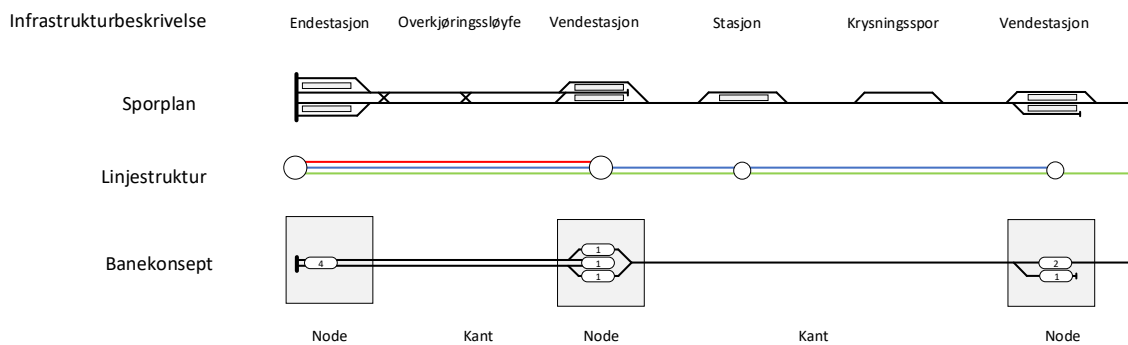 Infrastrukturbeskrivelse
Endestasjon Overkjøringssløyfe Vendestasjon Stasjon Krysningsspor Vendestasjon
Sporplan
Linjestruktur
Banekonsept
4
1
1
1
2
1
Node Kant Node Kant Node